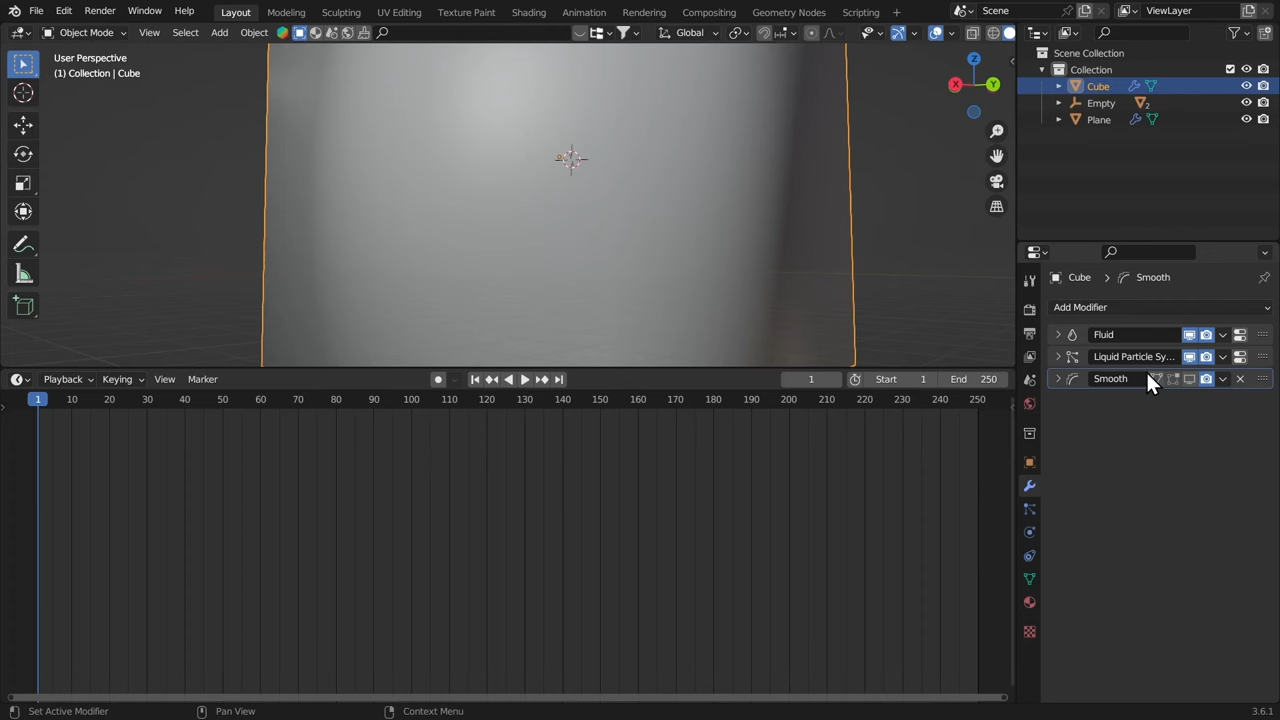 File Edit Render Window Help Layout Modeling Sculpting UV Editing Texture Paint Shading Animation Rendering Compositing Geometry Nodes Scripting Scene ViewLayer
Object Mode View Select Add Object Global
User Perspective
(1) Collection | Cube
Z
X
Y
Scene Collection
Collection
Cube
Empty 2
Plane
Cube > Smooth
Add Modifier
Fluid
Liquid Particle Sy...
Smooth
Playback Keying View Marker 1 Start 1 End 250
1 10 20 30 40 50 60 70 80 90 100 110 120 130 140 150 160 170 180 190 200 210 220 230 240 250
Set Active Modifier Pan View Context Menu 3.6.1